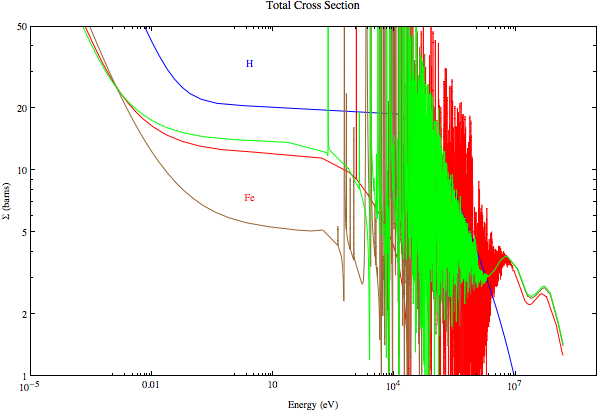 Total Cross Section
50
H
20
10
Fe
Σ (barns)
5
2
1
10⁻⁵
0.01
10
10⁴
10⁷
Energy (eV)